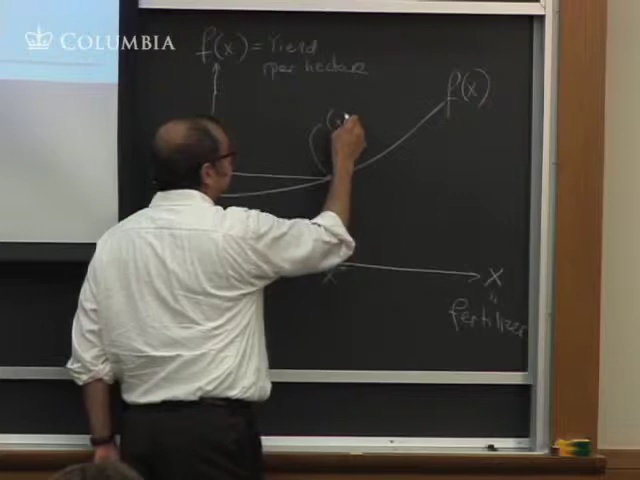 COLUMBIA
f(x) = Yield
per hectare
f(x)
(x
x
X
"
fertilizer